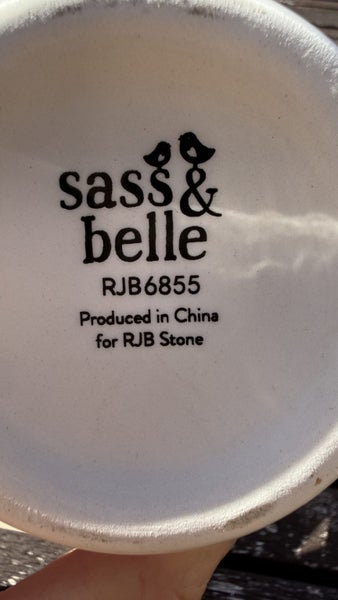 sass &
belle
RJB6855
Produced in China
for RJB Stone